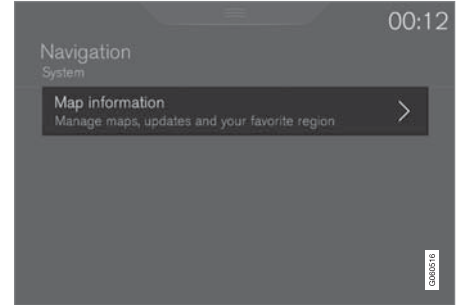 00:12
Navigation
System
Map information
Manage maps, updates and your favorite region
G060516